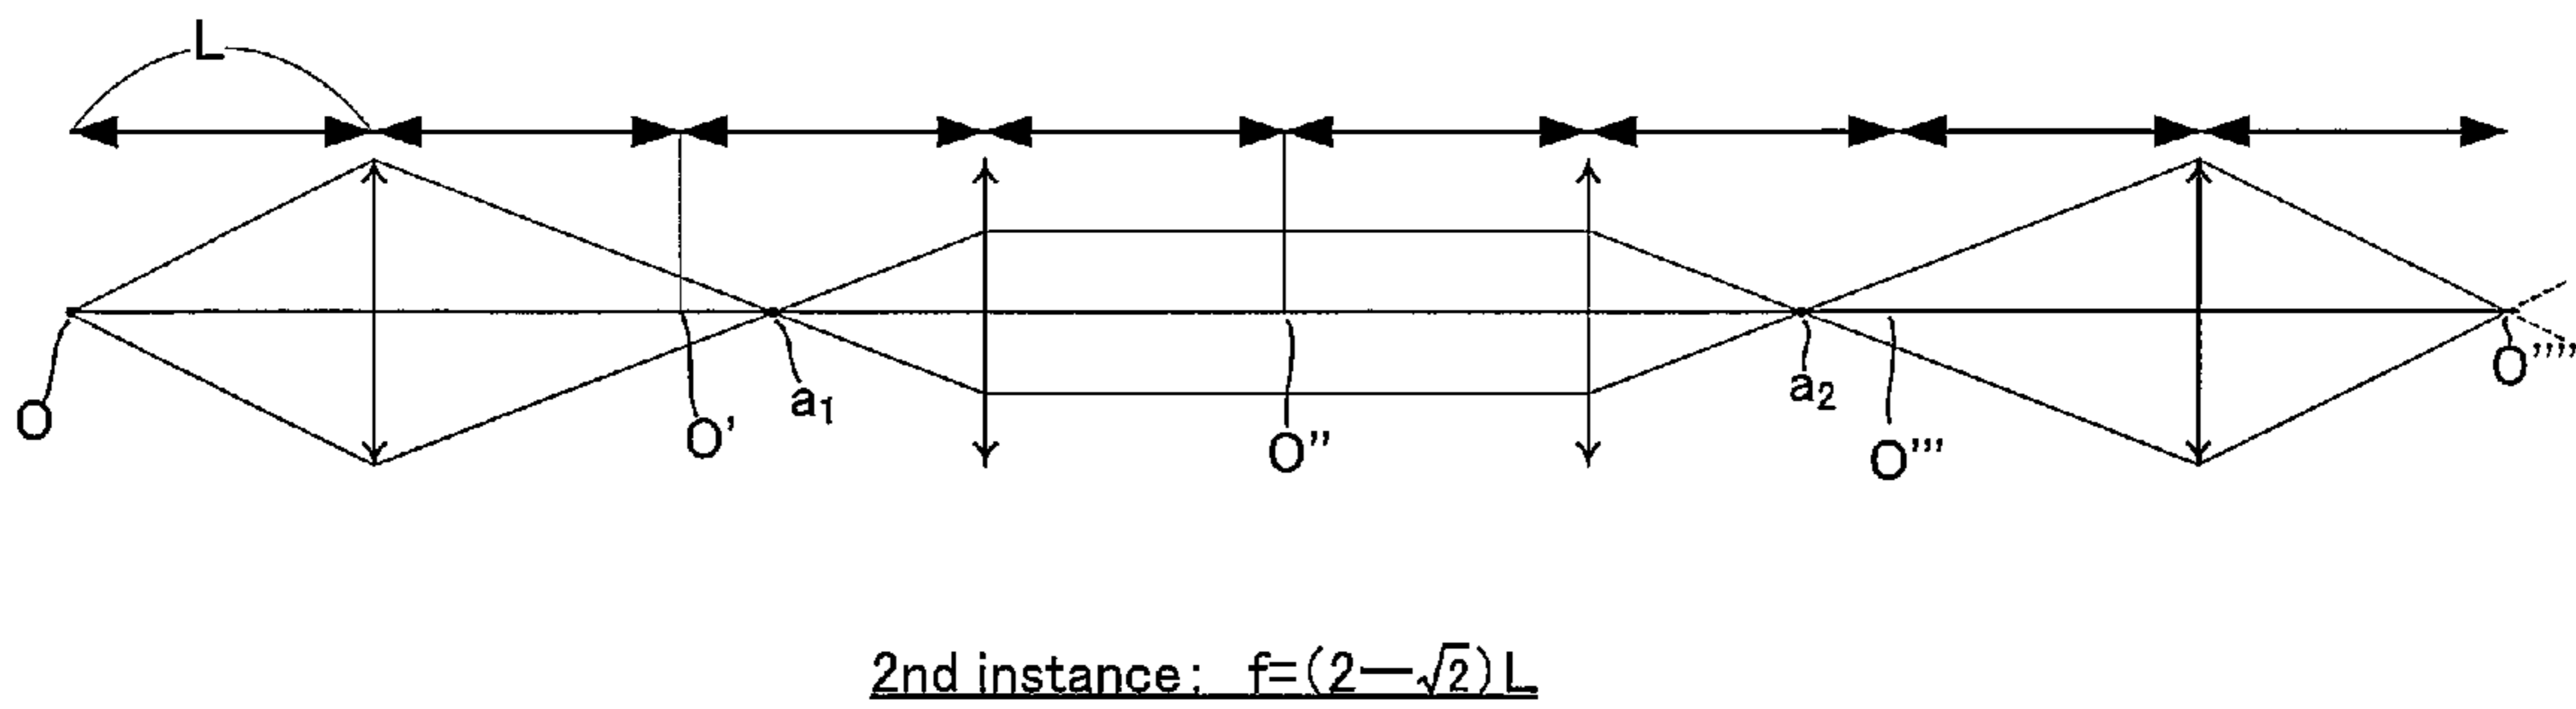 L
O
O'
a₁
O''
a₂
O'''
O''''
2nd instance; f=(2−√2)L